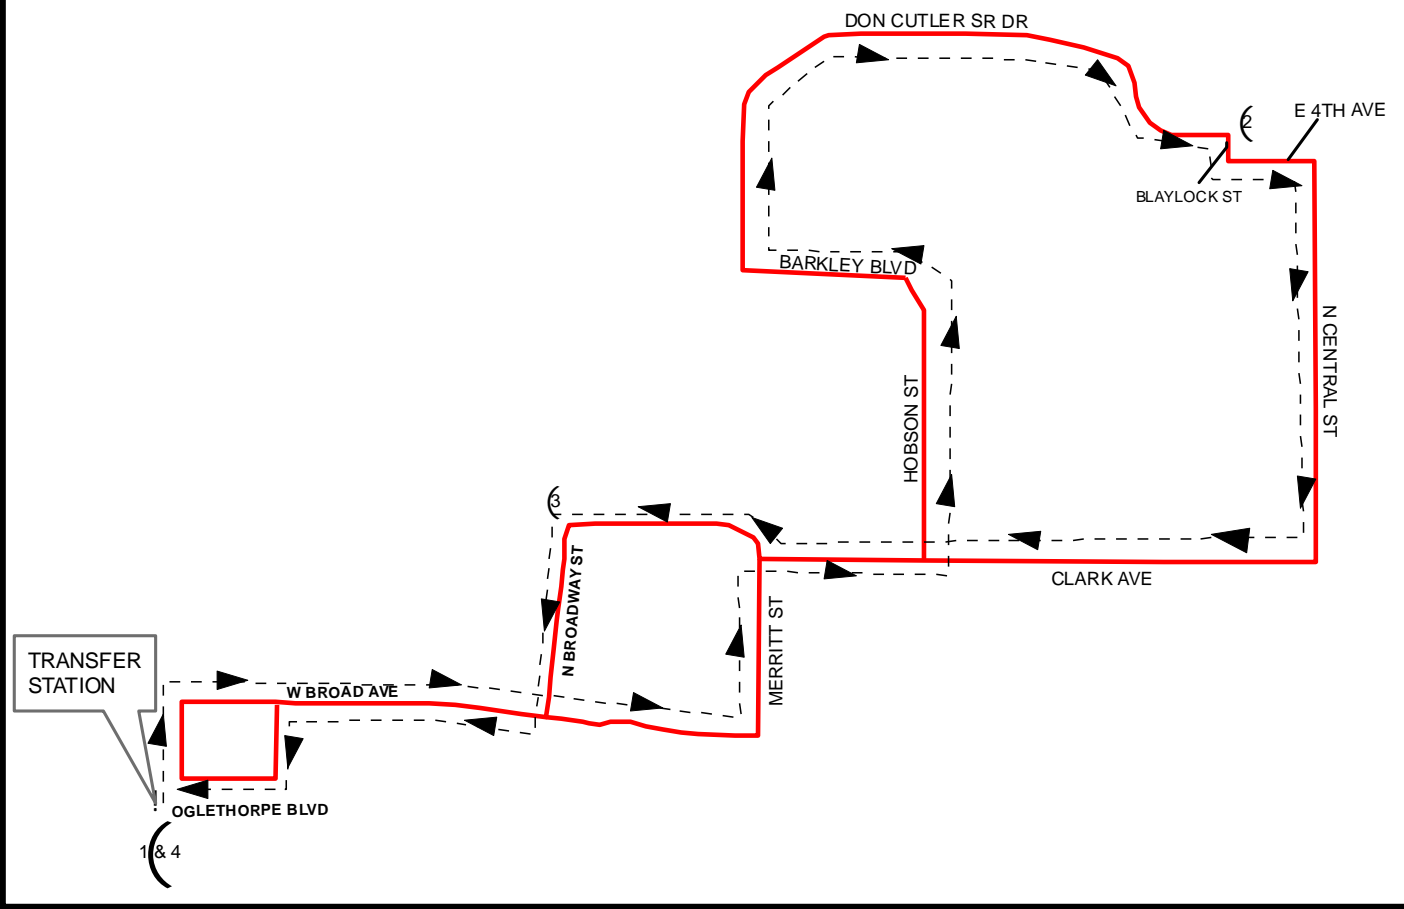 DON CUTLER SR DR
2
E 4TH AVE
BLAYLOCK ST
BARKLEY BLVD
N CENTRAL ST
HOBSON ST
3
CLARK AVE
N BROADWAY ST
MERRITT ST
TRANSFER
STATION
W BROAD AVE
OGLETHORPE BLVD
1 & 4